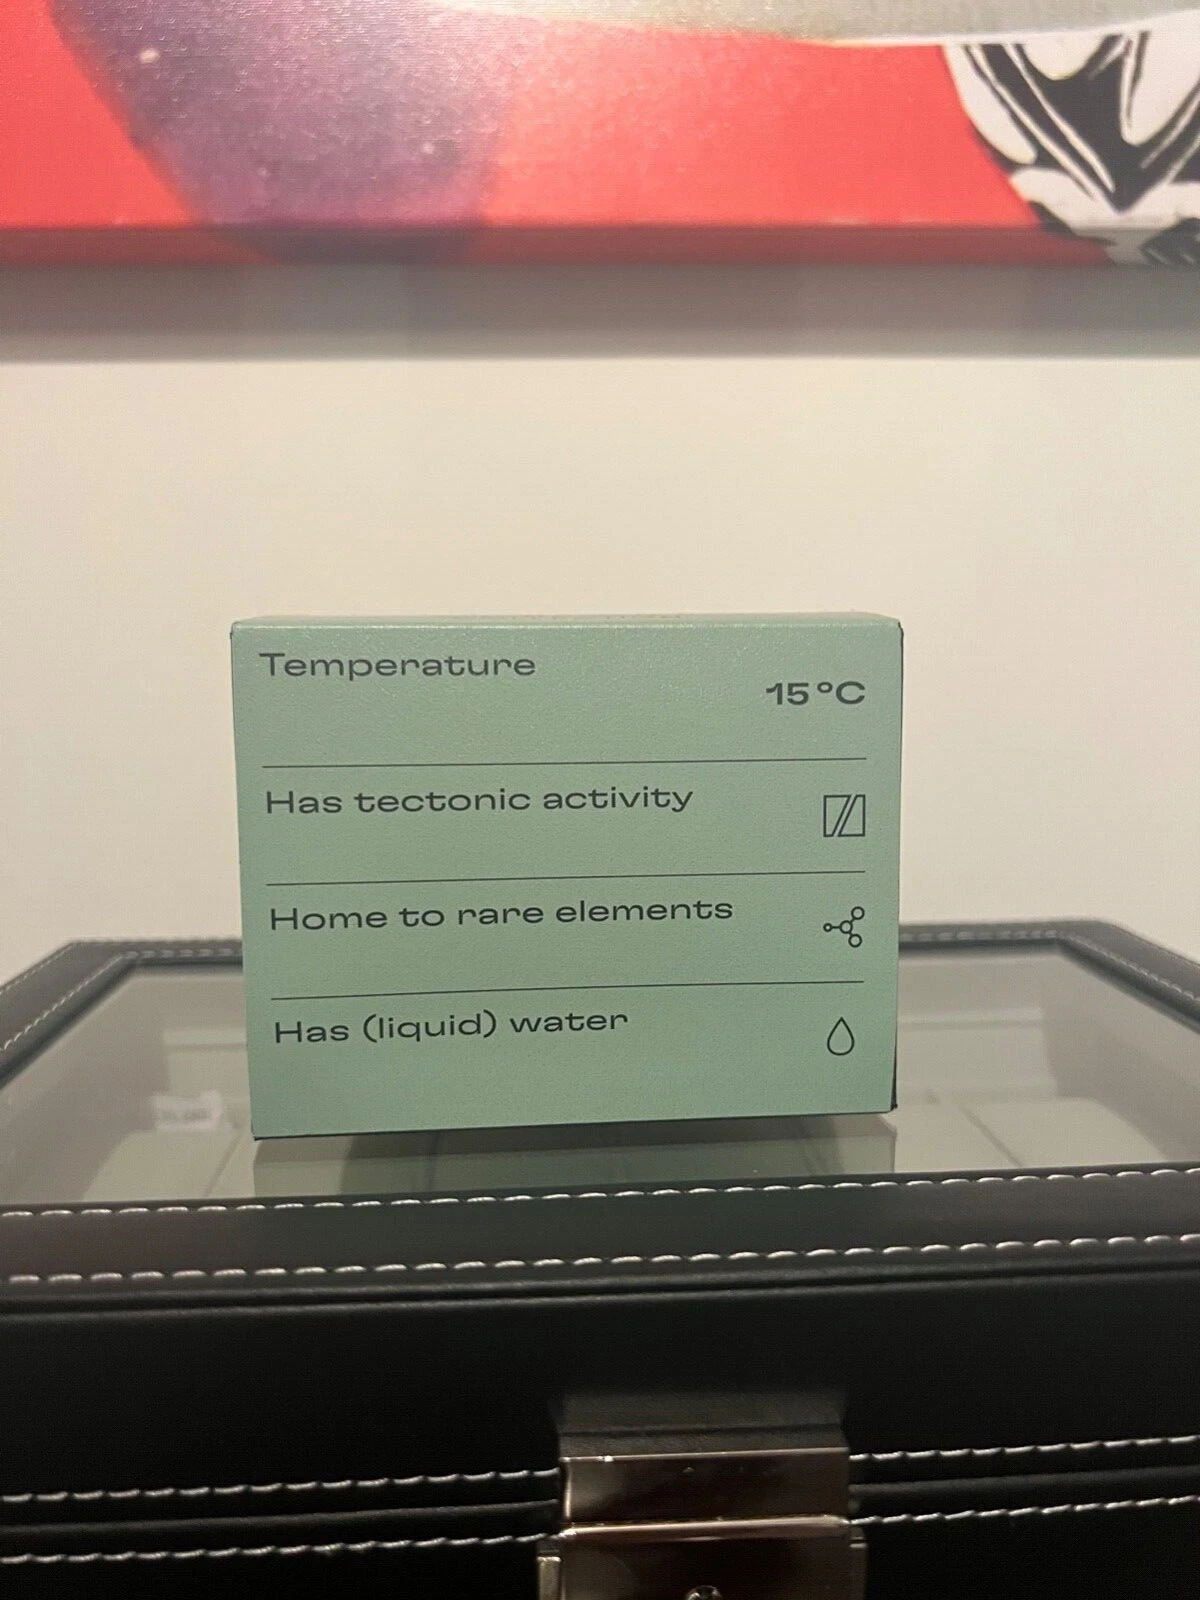 Temperature
15°C
Has tectonic activity
Home to rare elements
Has (liquid) water